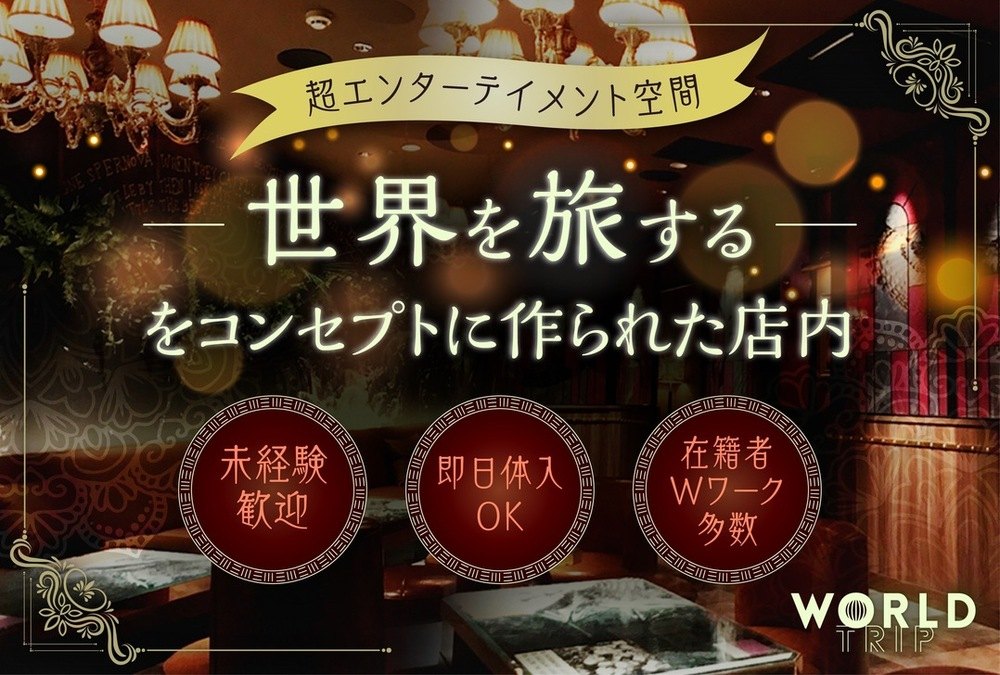 超エンターテイメント空間
世界を旅する
をコンセプトに作られた店内
未経験
歓迎
即日体入
OK
在籍者
Wワーク
多数
WORLD
TRIP